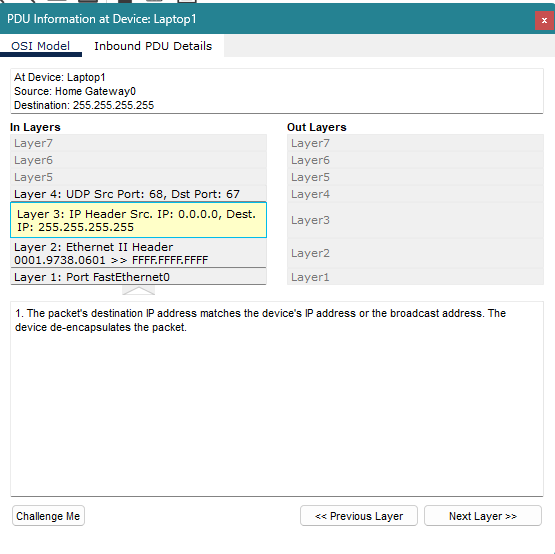 PDU Information at Device: Laptop1
x
OSI Model
Inbound PDU Details
At Device: Laptop1
Source: Home Gateway0
Destination: 255.255.255.255
In Layers
Layer7
Layer6
Layer5
Layer 4: UDP Src Port: 68, Dst Port: 67
Layer 3: IP Header Src. IP: 0.0.0.0, Dest.
IP: 255.255.255.255
Layer 2: Ethernet II Header
0001.9738.0601 >> FFFF.FFFF.FFFF
Layer 1: Port FastEthernet0
Out Layers
Layer7
Layer6
Layer5
Layer4
Layer3
Layer2
Layer1
1. The packet's destination IP address matches the device's IP address or the broadcast address. The
device de-encapsulates the packet.
Challenge Me
<< Previous Layer
Next Layer >>